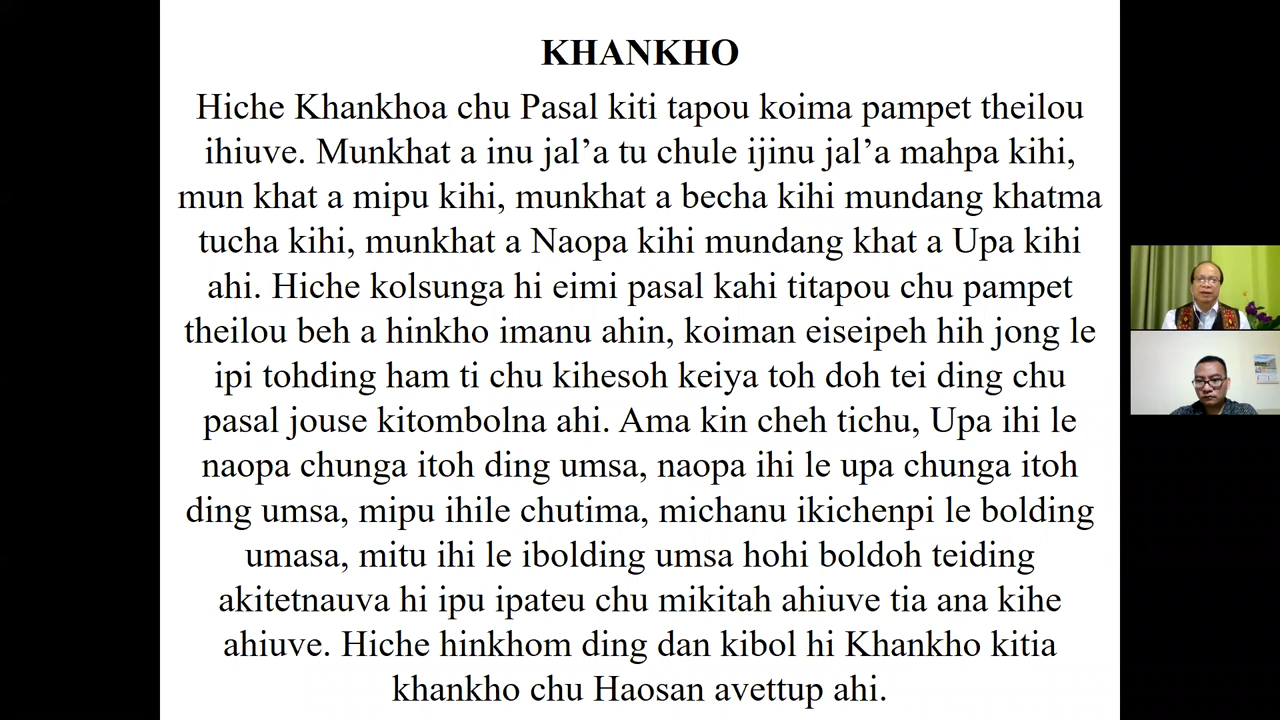 KHANKHO
Hiche Khankhoa chu Pasal kiti tapou koima pampet theilou
ihiuve. Munkhat a inu jal’a tu chule ijinu jal’a mahpa kihi,
mun khat a mipu kihi, munkhat a becha kihi mundang khatma
tucha kihi, munkhat a Naopa kihi mundang khat a Upa kihi
ahi. Hiche kolsunga hi eimi pasal kahi titapou chu pampet
theilou beh a hinkho imanu ahin, koiman eiseipeh hih jong le
ipi tohding ham ti chu kihesoh keiya toh doh tei ding chu
pasal jouse kitombolna ahi. Ama kin cheh tichu, Upa ihi le
naopa chunga itoh ding umsa, naopa ihi le upa chunga itoh
ding umsa, mipu ihile chutima, michanu ikichenpi le bolding
umasa, mitu ihi le ibolding umsa hohi boldoh teiding
akitetnauva hi ipu ipateu chu mikitah ahiuve tia ana kihe
ahiuve. Hiche hinkhom ding dan kibol hi Khankho kitia
khankho chu Haosan avettup ahi.